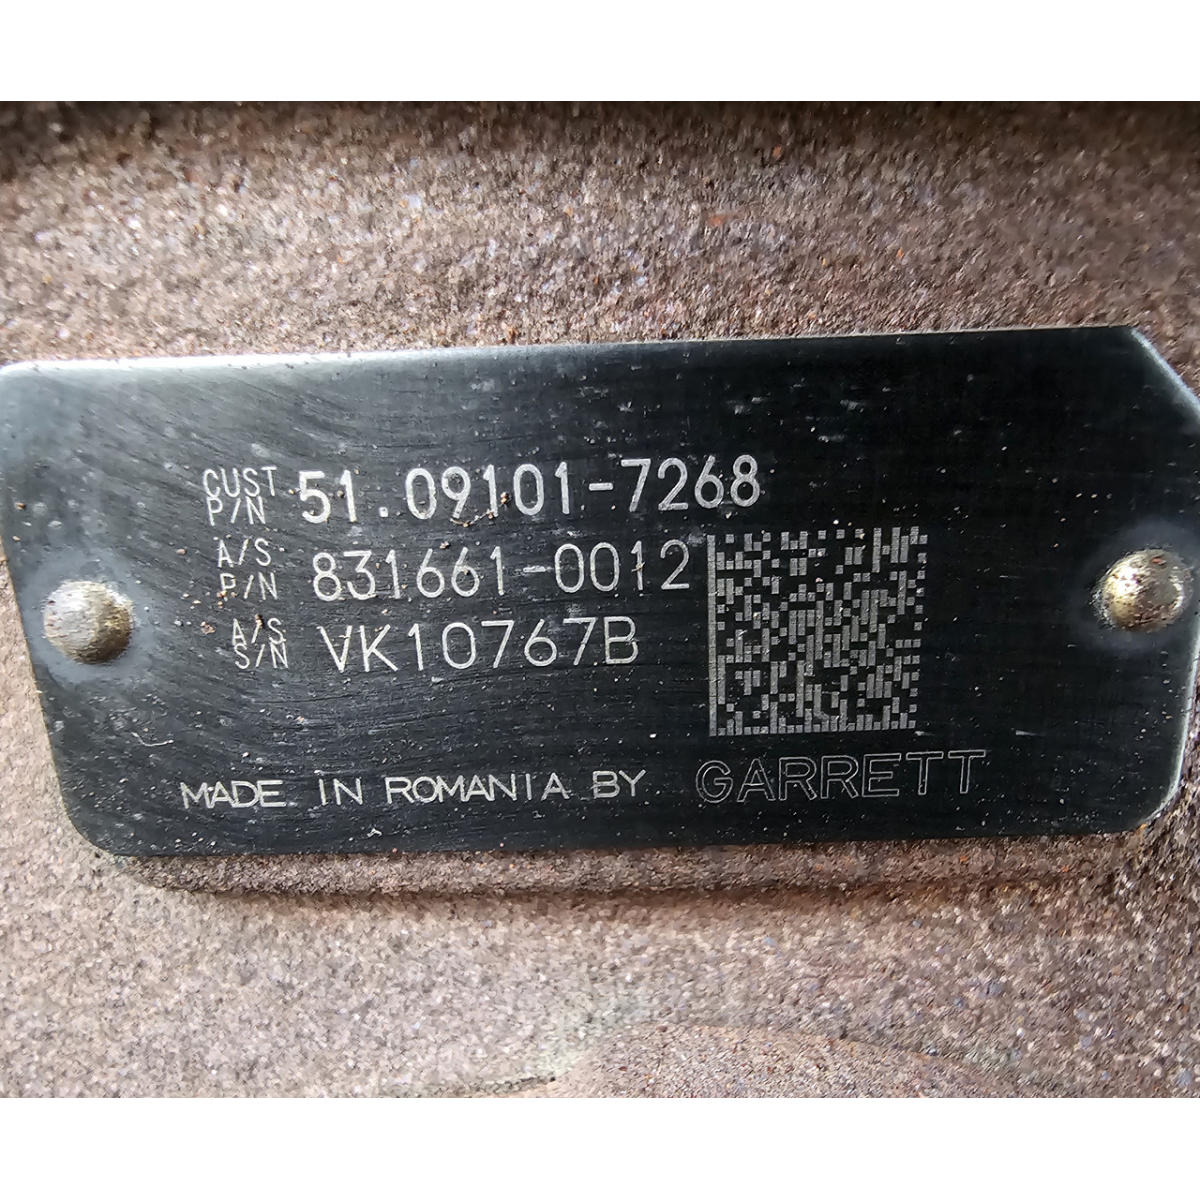 CUST P/N 51.09101-7268
A/S P/N 831661-0012
A/S S/N VK10767B
MADE IN ROMANIA BY GARRETT